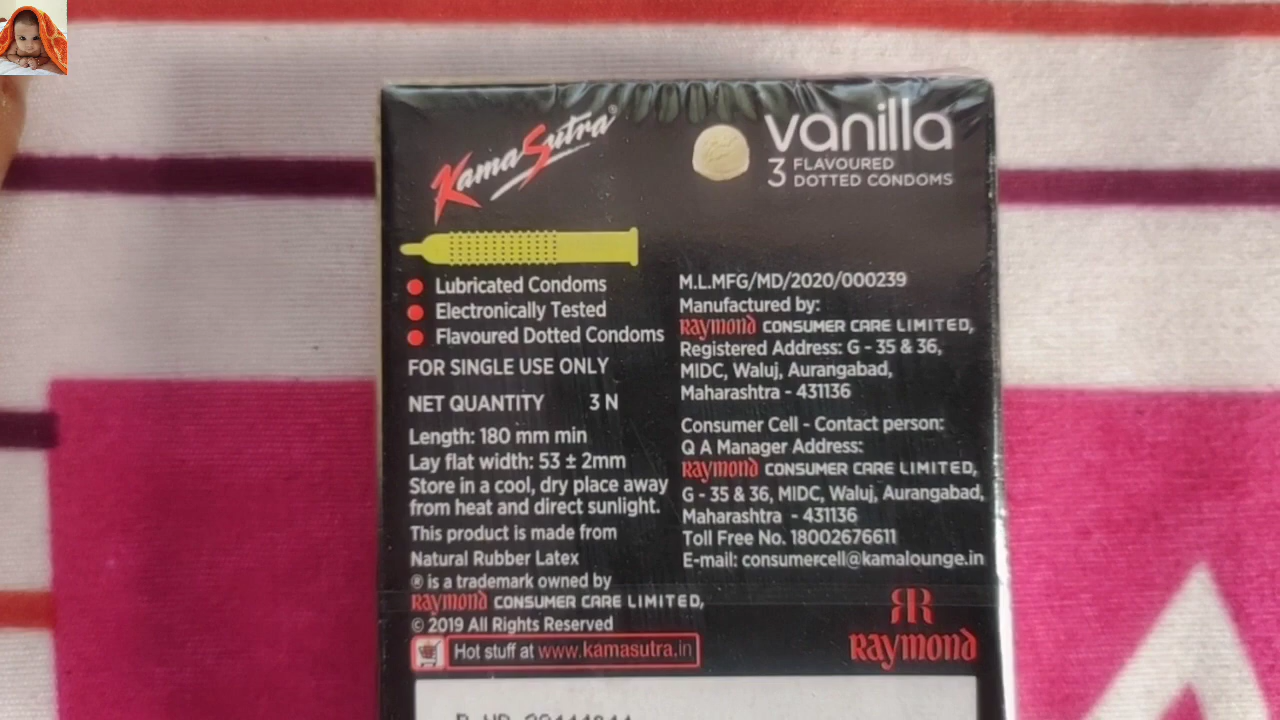 KamaSutra®
vanilla
3 FLAVOURED
DOTTED CONDOMS
Lubricated Condoms
Electronically Tested
Flavoured Dotted Condoms
FOR SINGLE USE ONLY
NET QUANTITY 3 N
Length: 180 mm min
Lay flat width: 53 ± 2mm
Store in a cool, dry place away
from heat and direct sunlight.
This product is made from
Natural Rubber Latex
® is a trademark owned by
Raymond CONSUMER CARE LIMITED,
© 2019 All Rights Reserved
Hot stuff at www.kamasutra.in
M.L.MFG/MD/2020/000239
Manufactured by:
Raymond CONSUMER CARE LIMITED,
Registered Address: G - 35 & 36,
MIDC, Waluj, Aurangabad,
Maharashtra - 431136
Consumer Cell - Contact person:
Q A Manager Address:
Raymond CONSUMER CARE LIMITED,
G - 35 & 36, MIDC, Waluj, Aurangabad,
Maharashtra - 431136
Toll Free No. 18002676611
E-mail: consumercell@kamalounge.in
Raymond